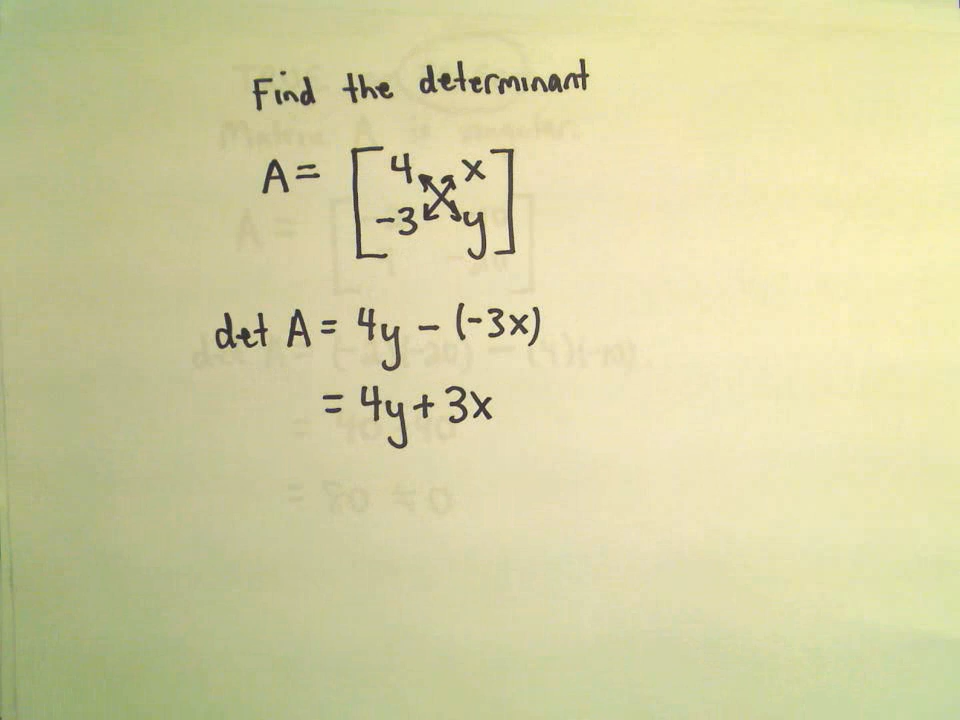 Find the determinant
A = [ 4 x
-3 y ]
det A = 4y - (-3x)
= 4y + 3x